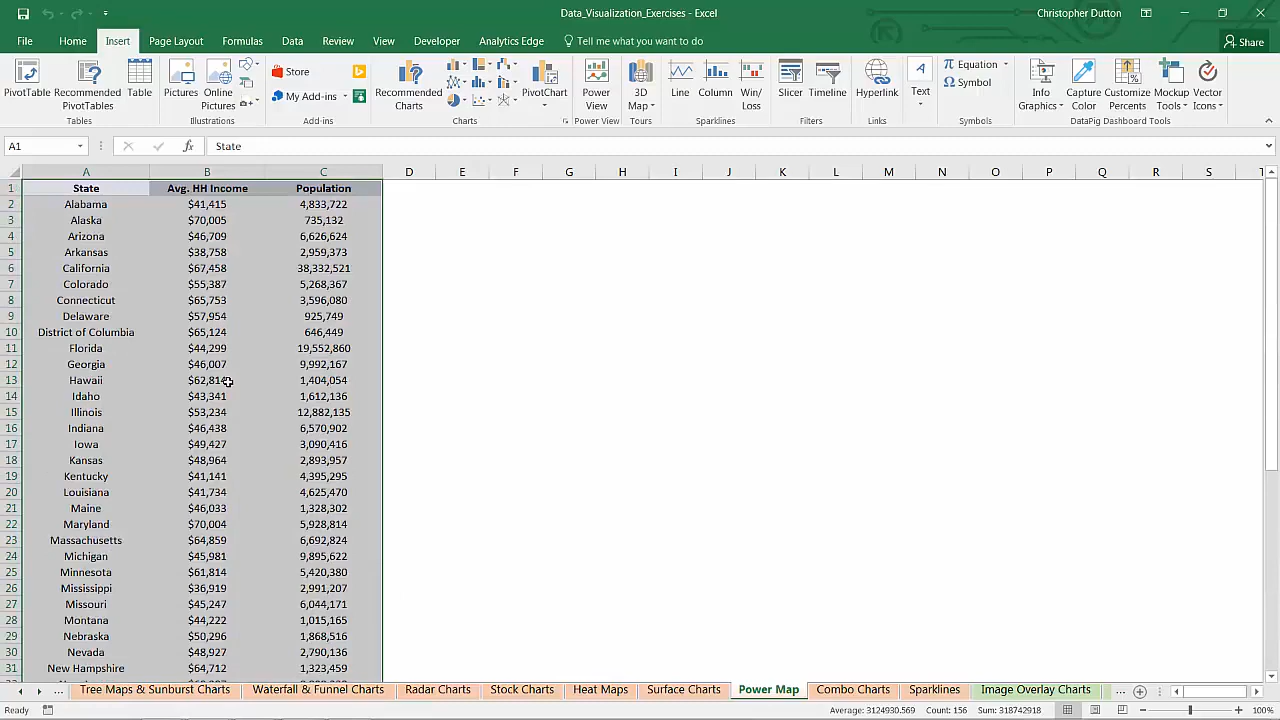 Data_Visualization_Exercises - Excel
Christopher Dutton
File Home Insert Page Layout Formulas Data Review View Developer Analytics Edge Tell me what you want to do Share
PivotTable
Recommended PivotTables
Table
Tables
Pictures
Online Pictures
Illustrations
Store
My Add-ins
Add-ins
Recommended Charts
PivotChart
Charts
Power View
Power View
3D Map
Tours
Line
Column
Win/Loss
Sparklines
Slicer
Timeline
Filters
Hyperlink
Links
Text
Equation
Symbol
Symbols
Info Graphics
Capture Color
Customize Percents
Mockup Tools
Vector Icons
DataPig Dashboard Tools
A1 fx State
A B C D E F G H I J K L M N O P Q R S
1 State Avg. HH Income Population
2 Alabama $41,415 4,833,722
3 Alaska $70,005 735,132
4 Arizona $46,709 6,626,624
5 Arkansas $38,758 2,959,373
6 California $67,458 38,332,521
7 Colorado $55,387 5,268,367
8 Connecticut $65,753 3,596,080
9 Delaware $57,954 925,749
10 District of Columbia $65,124 646,449
11 Florida $44,299 19,552,860
12 Georgia $46,007 9,992,167
13 Hawaii $62,814 1,404,054
14 Idaho $43,341 1,612,136
15 Illinois $53,234 12,882,135
16 Indiana $46,438 6,570,902
17 Iowa $49,427 3,090,416
18 Kansas $48,964 2,893,957
19 Kentucky $41,141 4,395,295
20 Louisiana $41,734 4,625,470
21 Maine $46,033 1,328,302
22 Maryland $70,004 5,928,814
23 Massachusetts $64,859 6,692,824
24 Michigan $45,981 9,895,622
25 Minnesota $61,814 5,420,380
26 Mississippi $36,919 2,991,207
27 Missouri $45,247 6,044,171
28 Montana $44,222 1,015,165
29 Nebraska $50,296 1,868,516
30 Nevada $48,927 2,790,136
31 New Hampshire $64,712 1,323,459
... Tree Maps & Sunburst Charts Waterfall & Funnel Charts Radar Charts Stock Charts Heat Maps Surface Charts Power Map Combo Charts Sparklines Image Overlay Charts ...
Ready Average: 3124930.569 Count: 156 Sum: 318742918 100%